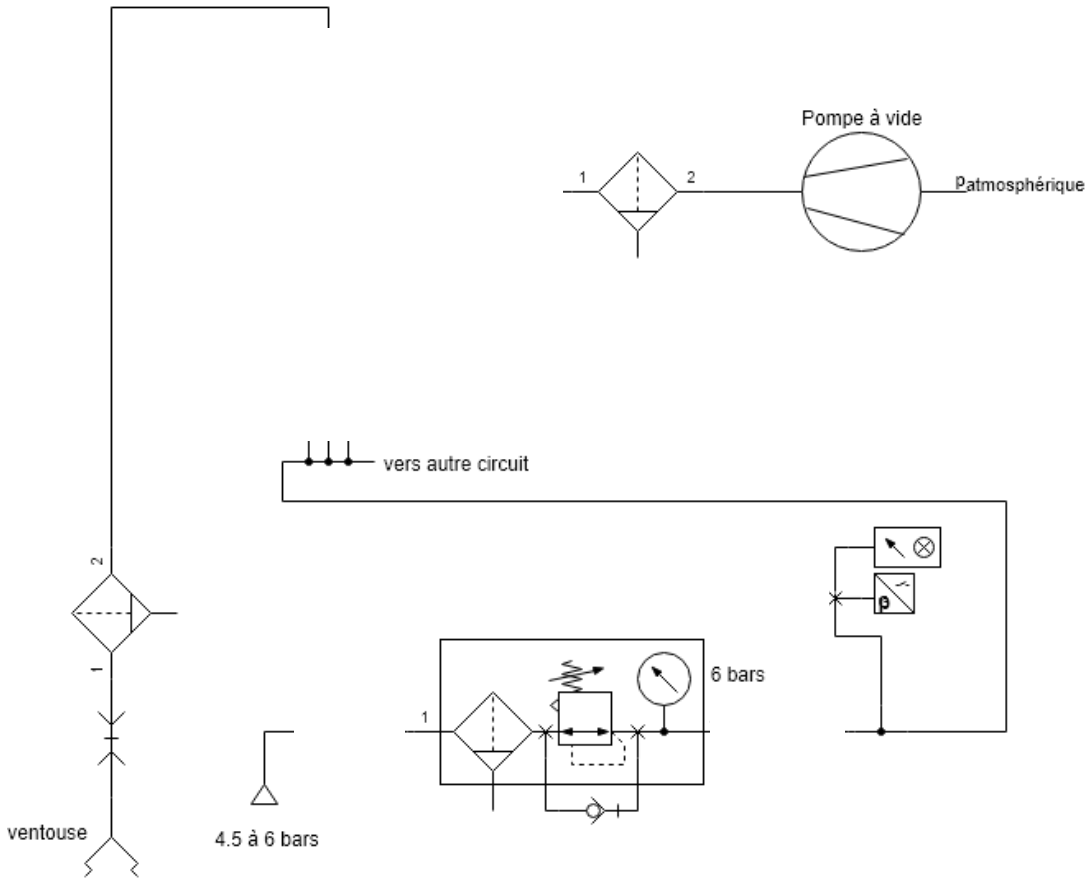 Pompe à vide
1
2
Patmosphérique
vers autre circuit
2
1
p
6 bars
1
4.5 à 6 bars
ventouse